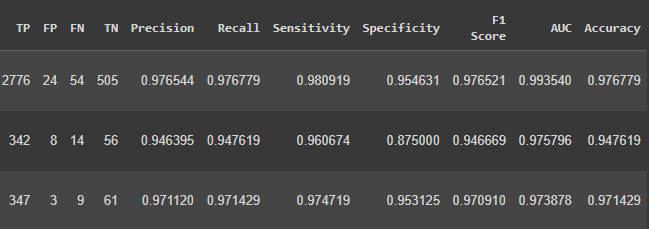 TP FP FN TN Precision Recall Sensitivity Specificity F1 Score AUC Accuracy
2776 24 54 505 0.976544 0.976779 0.980919 0.954631 0.976521 0.993540 0.976779
342 8 14 56 0.946395 0.947619 0.960674 0.875000 0.946669 0.975796 0.947619
347 3 9 61 0.971120 0.971429 0.974719 0.953125 0.970910 0.973878 0.971429